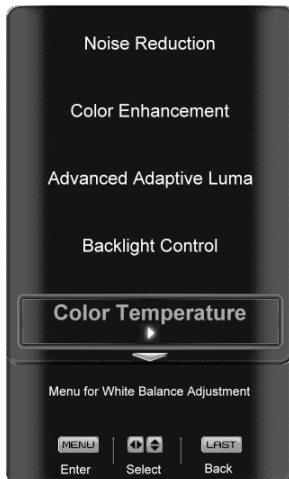 Noise Reduction
Color Enhancement
Advanced Adaptive Luma
Backlight Control
Color Temperature
Menu for White Balance Adjustment
MENU LAST
Enter Select Back